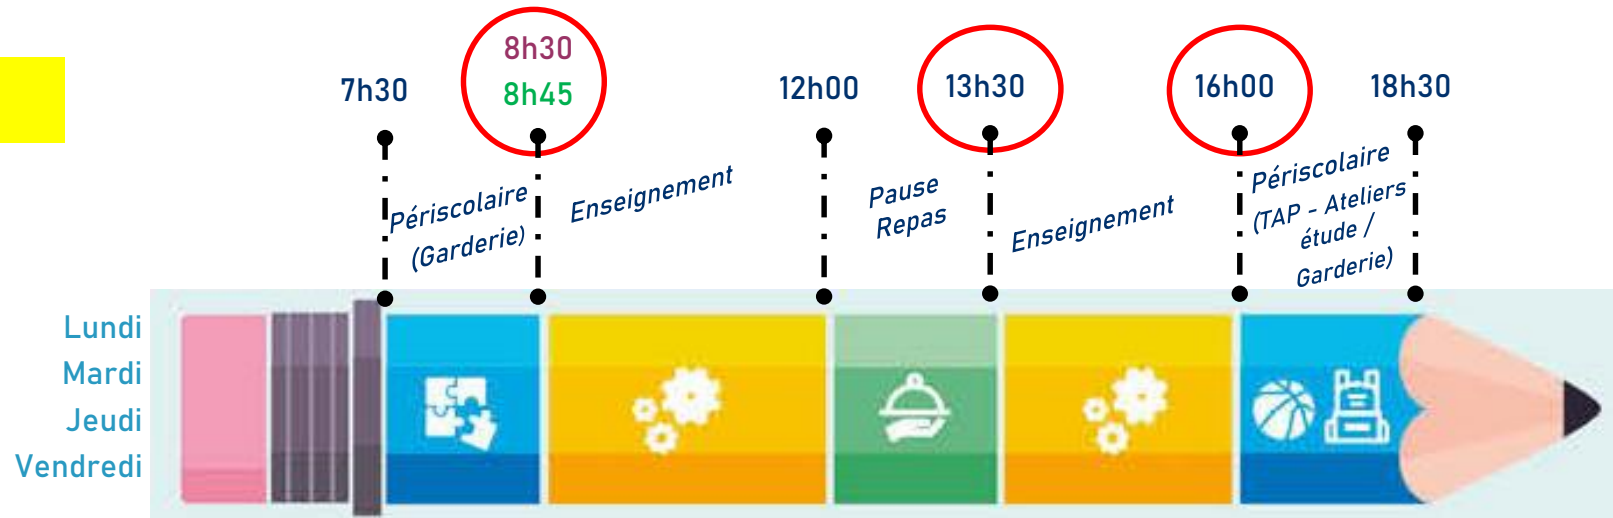 8h30
8h45
7h30
12h00
13h30
16h00
18h30
Périscolaire
(Garderie)
Enseignement
Pause
Repas
Enseignement
Périscolaire
(TAP - Ateliers
étude /
Garderie)
Lundi
Mardi
Jeudi
Vendredi